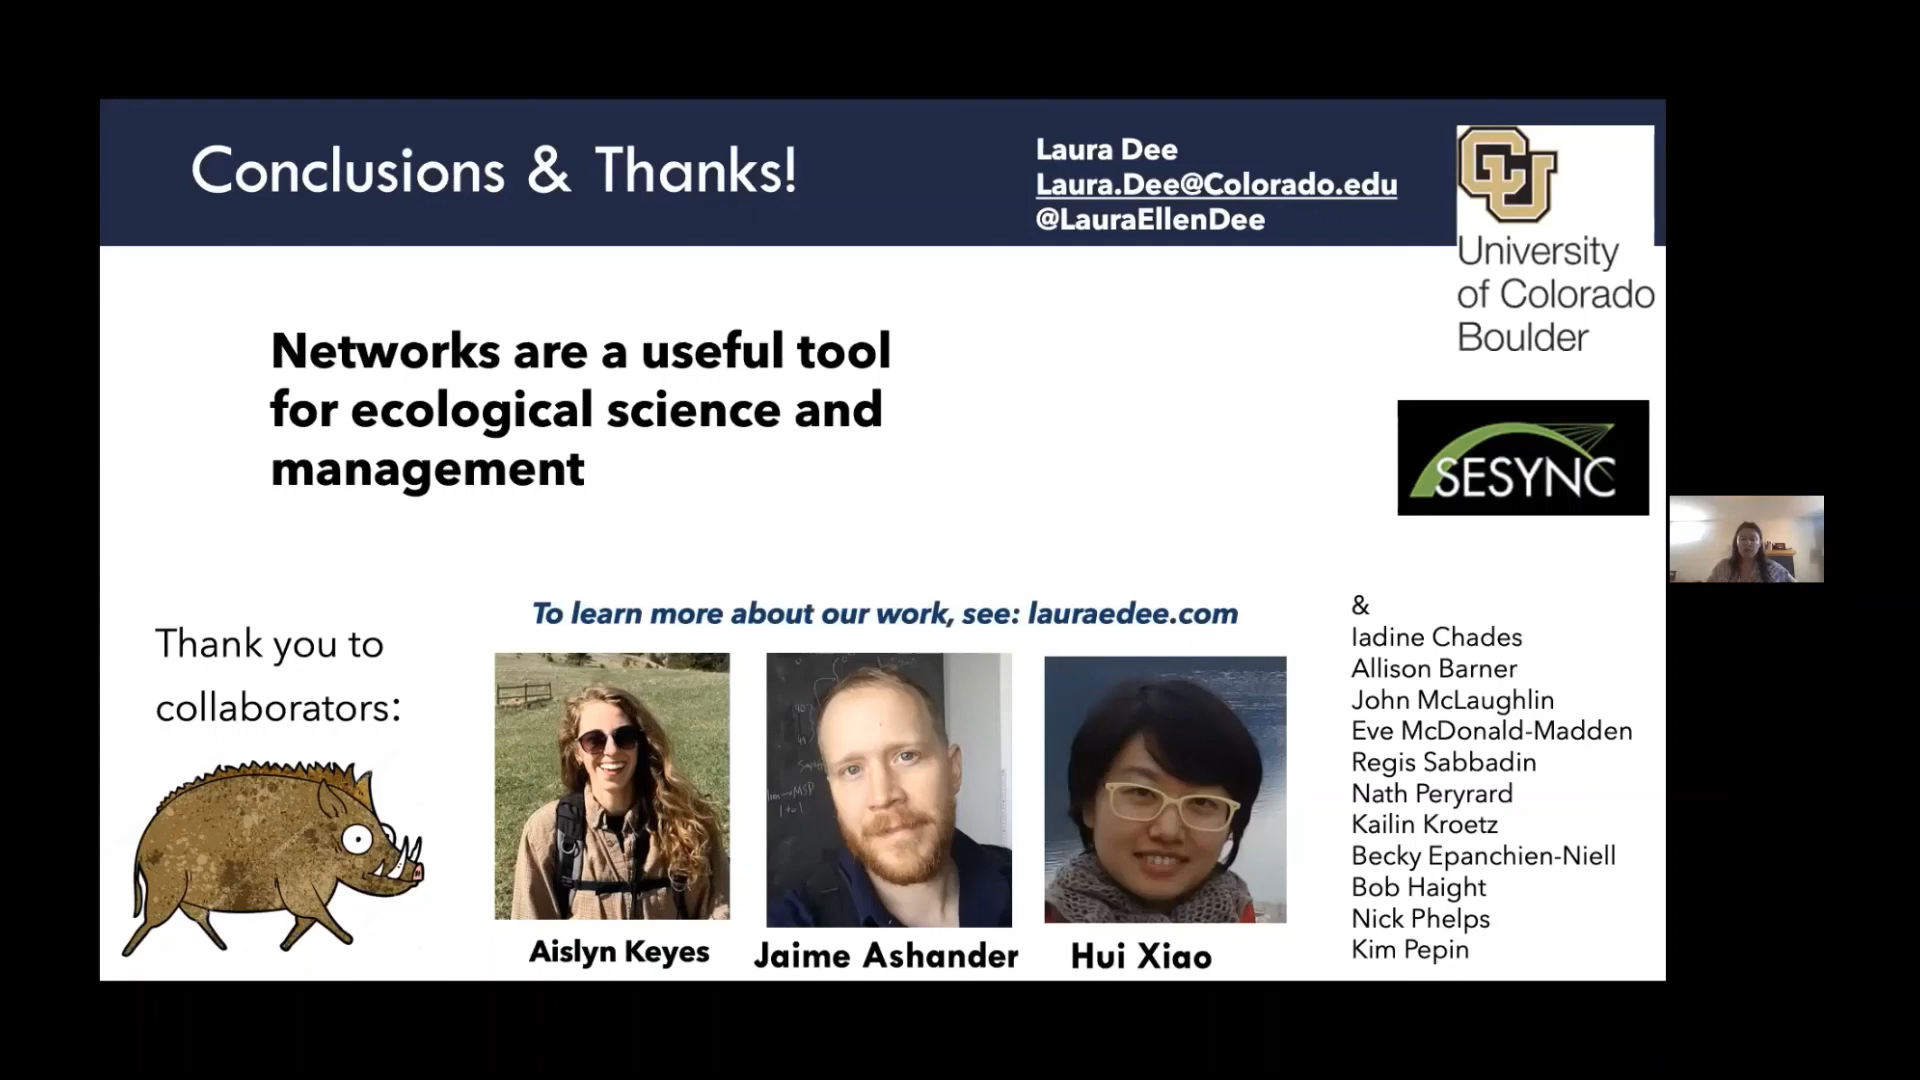 Conclusions & Thanks!
Laura Dee
Laura.Dee@Colorado.edu
@LauraEllenDee
CU
University
of Colorado
Boulder
Networks are a useful tool
for ecological science and
management
SESYNC
To learn more about our work, see: lauraedee.com
Thank you to
collaborators:
Aislyn Keyes
Jaime Ashander
Hui Xiao
&
Iadine Chades
Allison Barner
John McLaughlin
Eve McDonald-Madden
Regis Sabbadin
Nath Peryrard
Kailin Kroetz
Becky Epanchien-Niell
Bob Haight
Nick Phelps
Kim Pepin